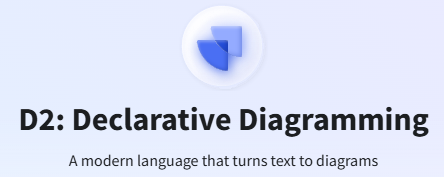 D2: Declarative Diagramming
A modern language that turns text to diagrams